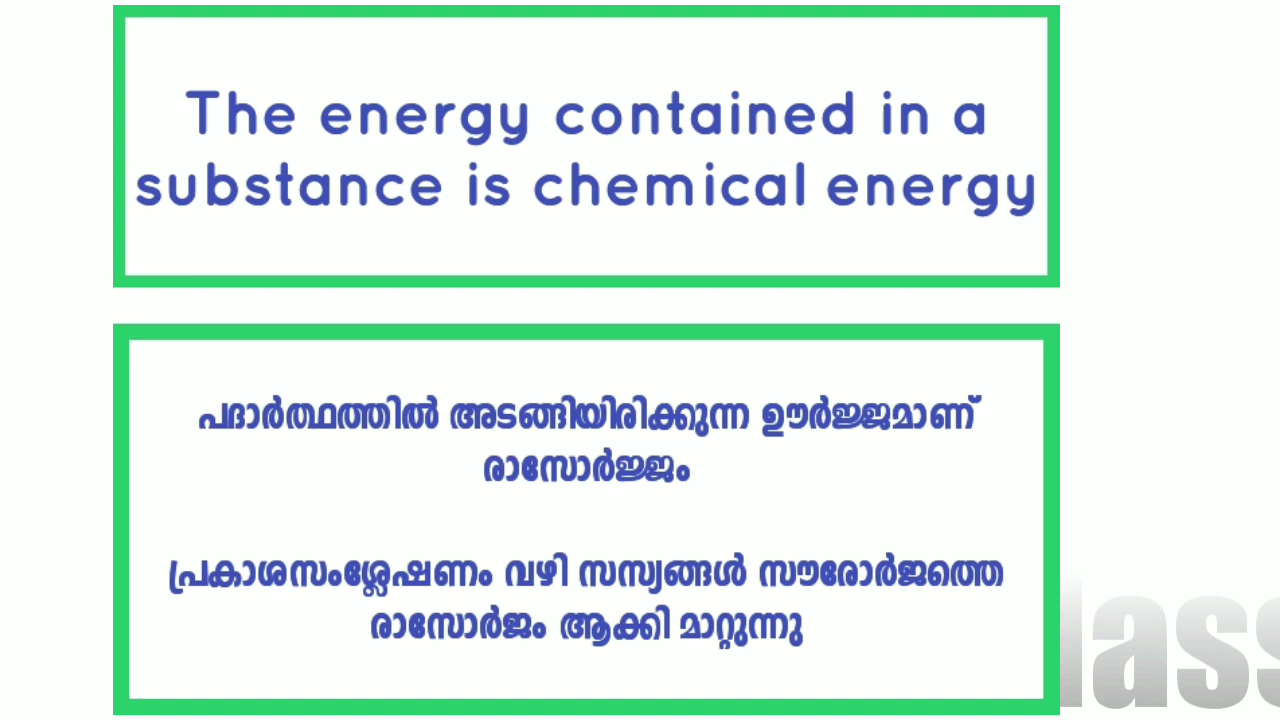 The energy contained in a
substance is chemical energy
പദാർത്ഥത്തിൽ അടങ്ങിയിരിക്കുന്ന ഊർജ്ജമാണ്
രാസോർജ്ജം
പ്രകാശസംശ്ലേഷണം വഴി സസ്യങ്ങൾ സൗരോർജത്തെ
രാസോർജം ആക്കി മാറ്റുന്നു